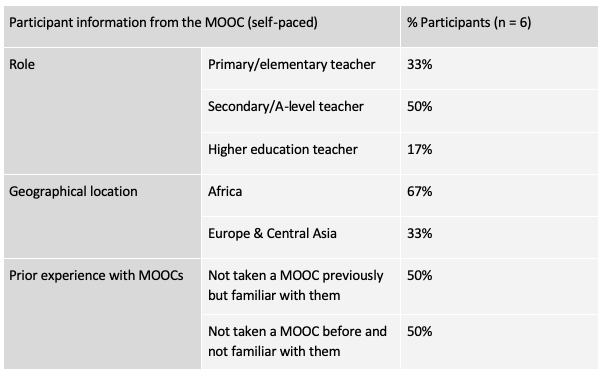 Participant information from the MOOC (self-paced) % Participants (n = 6)
Role Primary/elementary teacher 33%
Secondary/A-level teacher 50%
Higher education teacher 17%
Geographical location Africa 67%
Europe & Central Asia 33%
Prior experience with MOOCs Not taken a MOOC previously 50%
but familiar with them
Not taken a MOOC before and 50%
not familiar with them